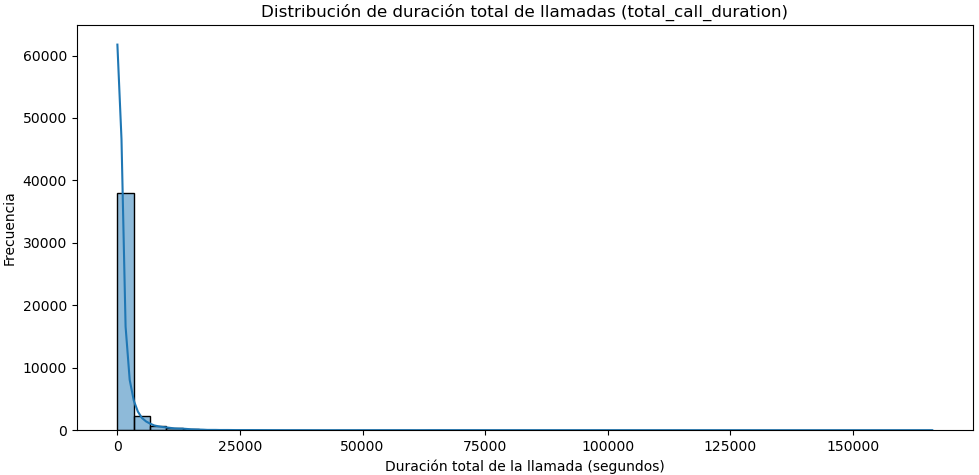 Distribución de duración total de llamadas (total_call_duration)
60000
50000
40000
30000
20000
10000
0
Frecuencia
0 25000 50000 75000 100000 125000 150000
Duración total de la llamada (segundos)